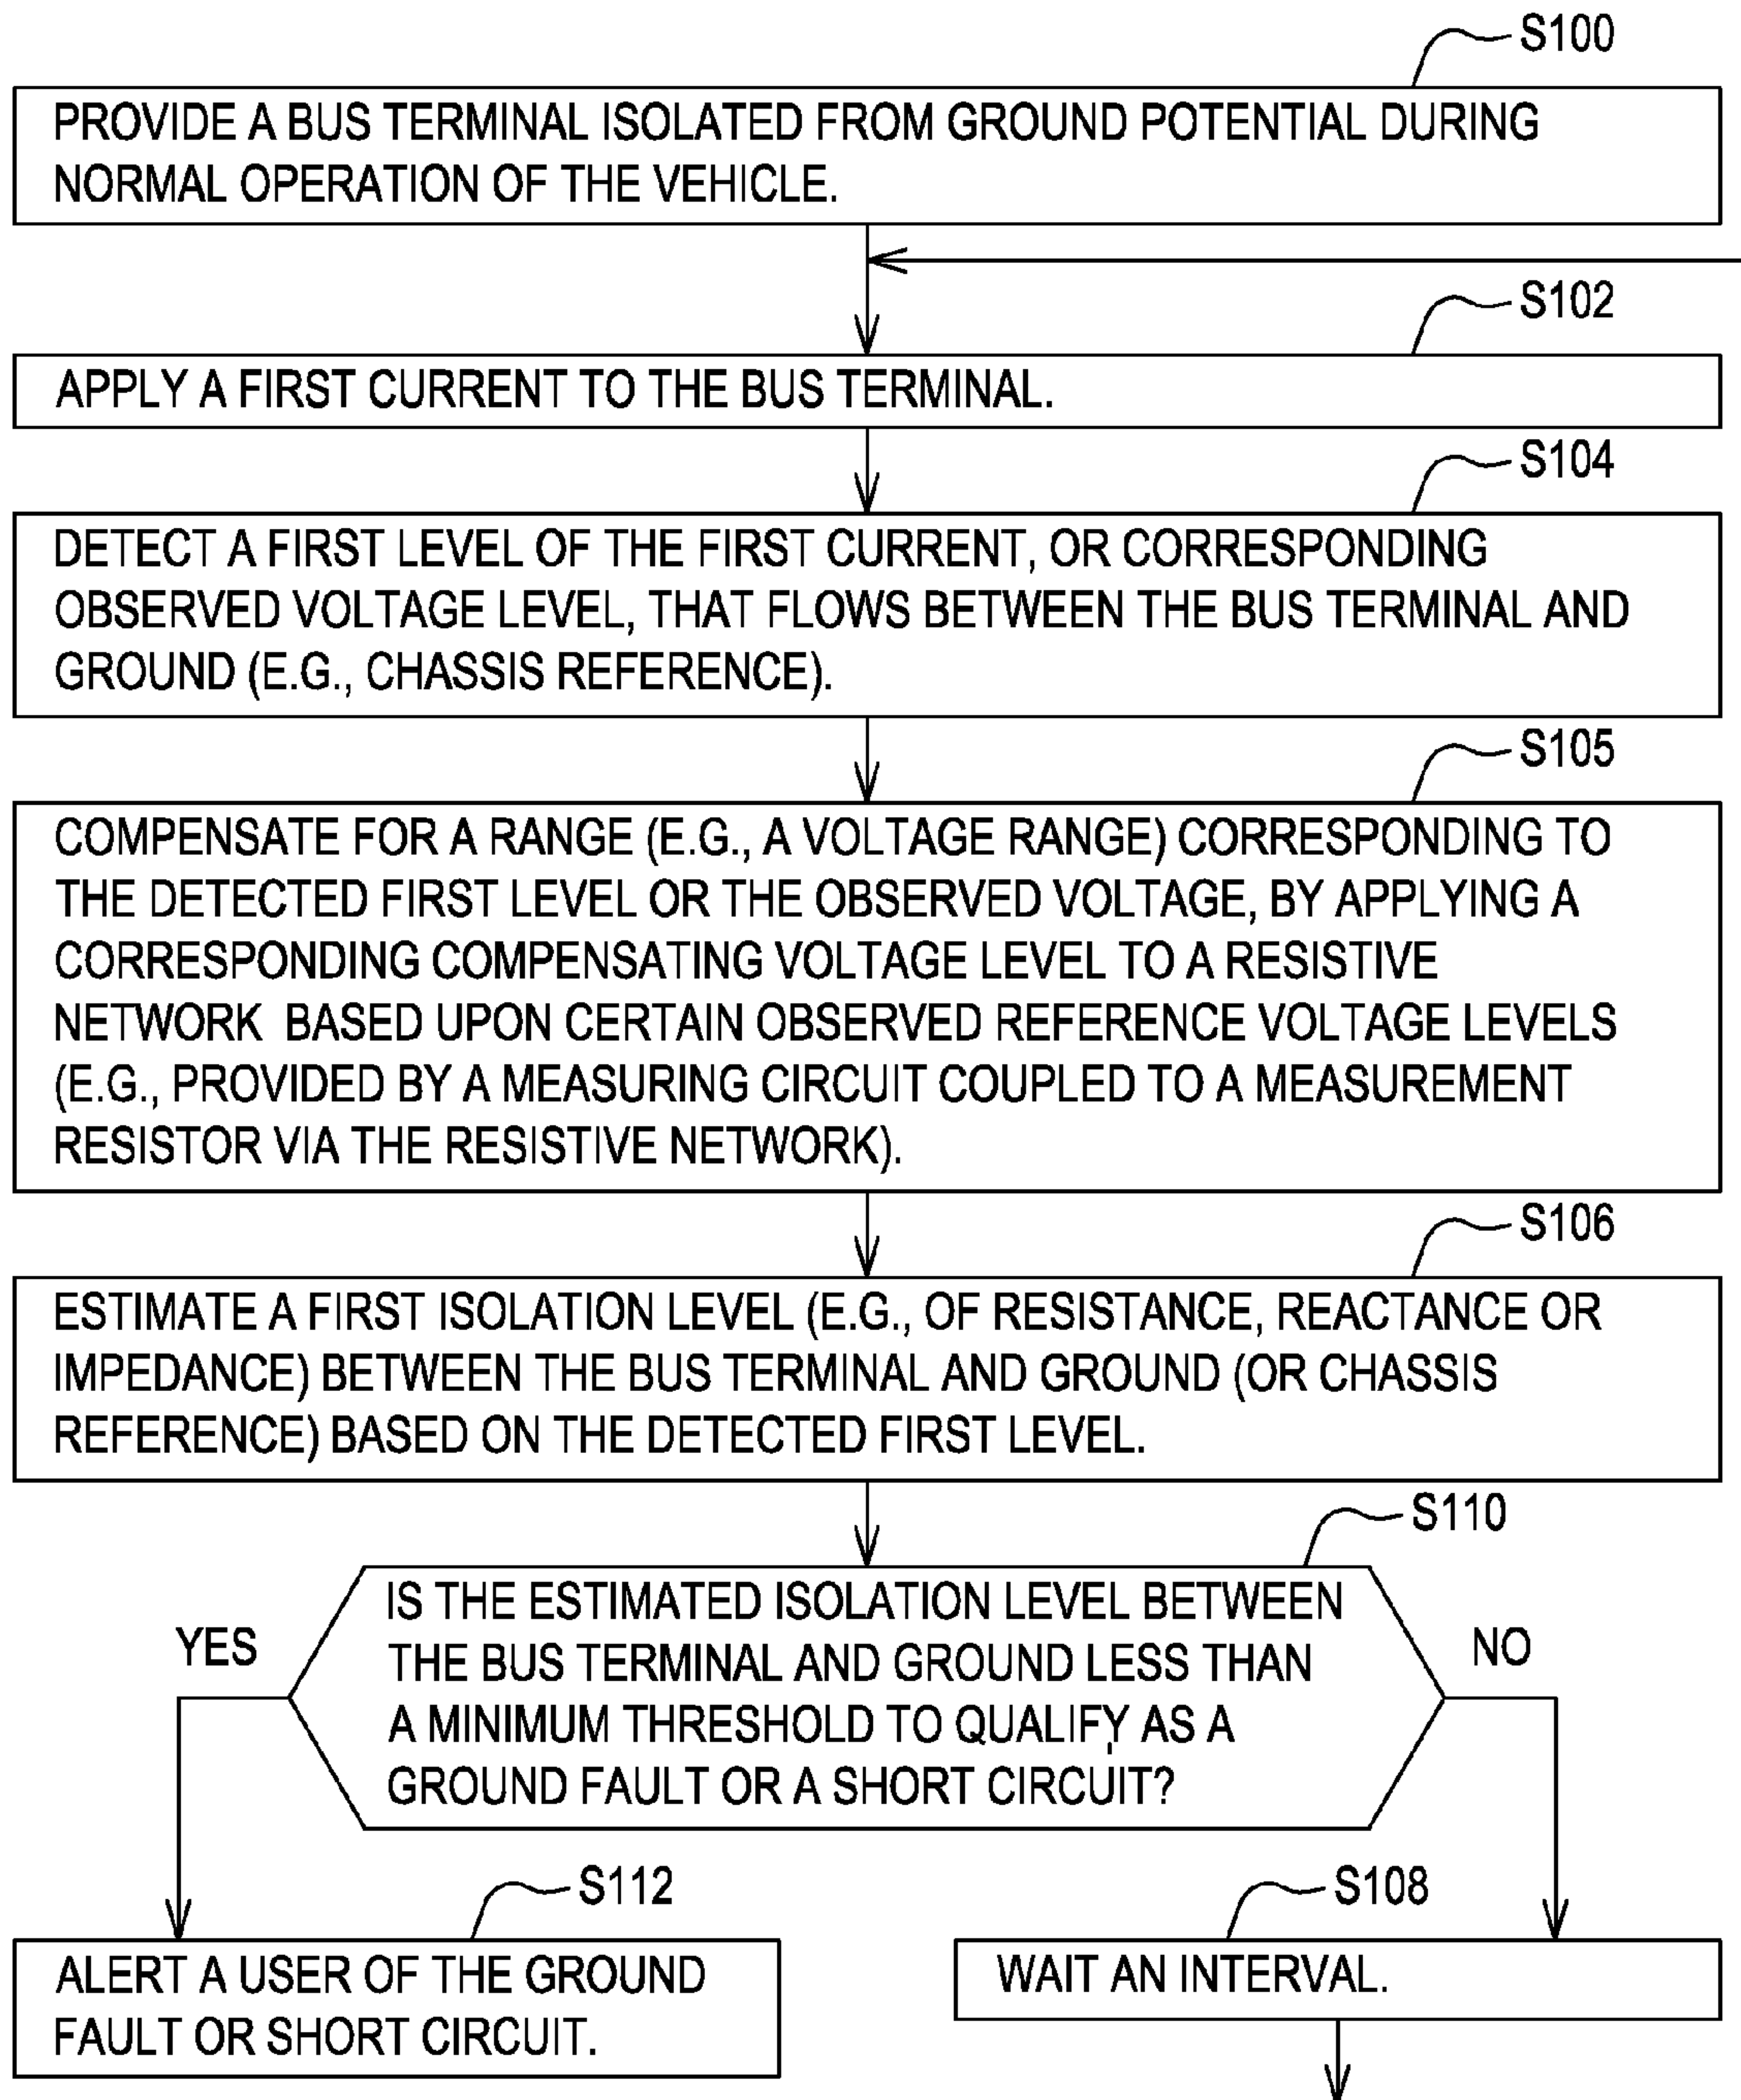 S100
PROVIDE A BUS TERMINAL ISOLATED FROM GROUND POTENTIAL DURING
NORMAL OPERATION OF THE VEHICLE.
S102
APPLY A FIRST CURRENT TO THE BUS TERMINAL.
S104
DETECT A FIRST LEVEL OF THE FIRST CURRENT, OR CORRESPONDING
OBSERVED VOLTAGE LEVEL, THAT FLOWS BETWEEN THE BUS TERMINAL AND
GROUND (E.G., CHASSIS REFERENCE).
S105
COMPENSATE FOR A RANGE (E.G., A VOLTAGE RANGE) CORRESPONDING TO
THE DETECTED FIRST LEVEL OR THE OBSERVED VOLTAGE, BY APPLYING A
CORRESPONDING COMPENSATING VOLTAGE LEVEL TO A RESISTIVE
NETWORK BASED UPON CERTAIN OBSERVED REFERENCE VOLTAGE LEVELS
(E.G., PROVIDED BY A MEASURING CIRCUIT COUPLED TO A MEASUREMENT
RESISTOR VIA THE RESISTIVE NETWORK).
S106
ESTIMATE A FIRST ISOLATION LEVEL (E.G., OF RESISTANCE, REACTANCE OR
IMPEDANCE) BETWEEN THE BUS TERMINAL AND GROUND (OR CHASSIS
REFERENCE) BASED ON THE DETECTED FIRST LEVEL.
S110
IS THE ESTIMATED ISOLATION LEVEL BETWEEN
THE BUS TERMINAL AND GROUND LESS THAN
A MINIMUM THRESHOLD TO QUALIFY AS A
GROUND FAULT OR A SHORT CIRCUIT?
YES
NO
S112
ALERT A USER OF THE GROUND
FAULT OR SHORT CIRCUIT.
S108
WAIT AN INTERVAL.